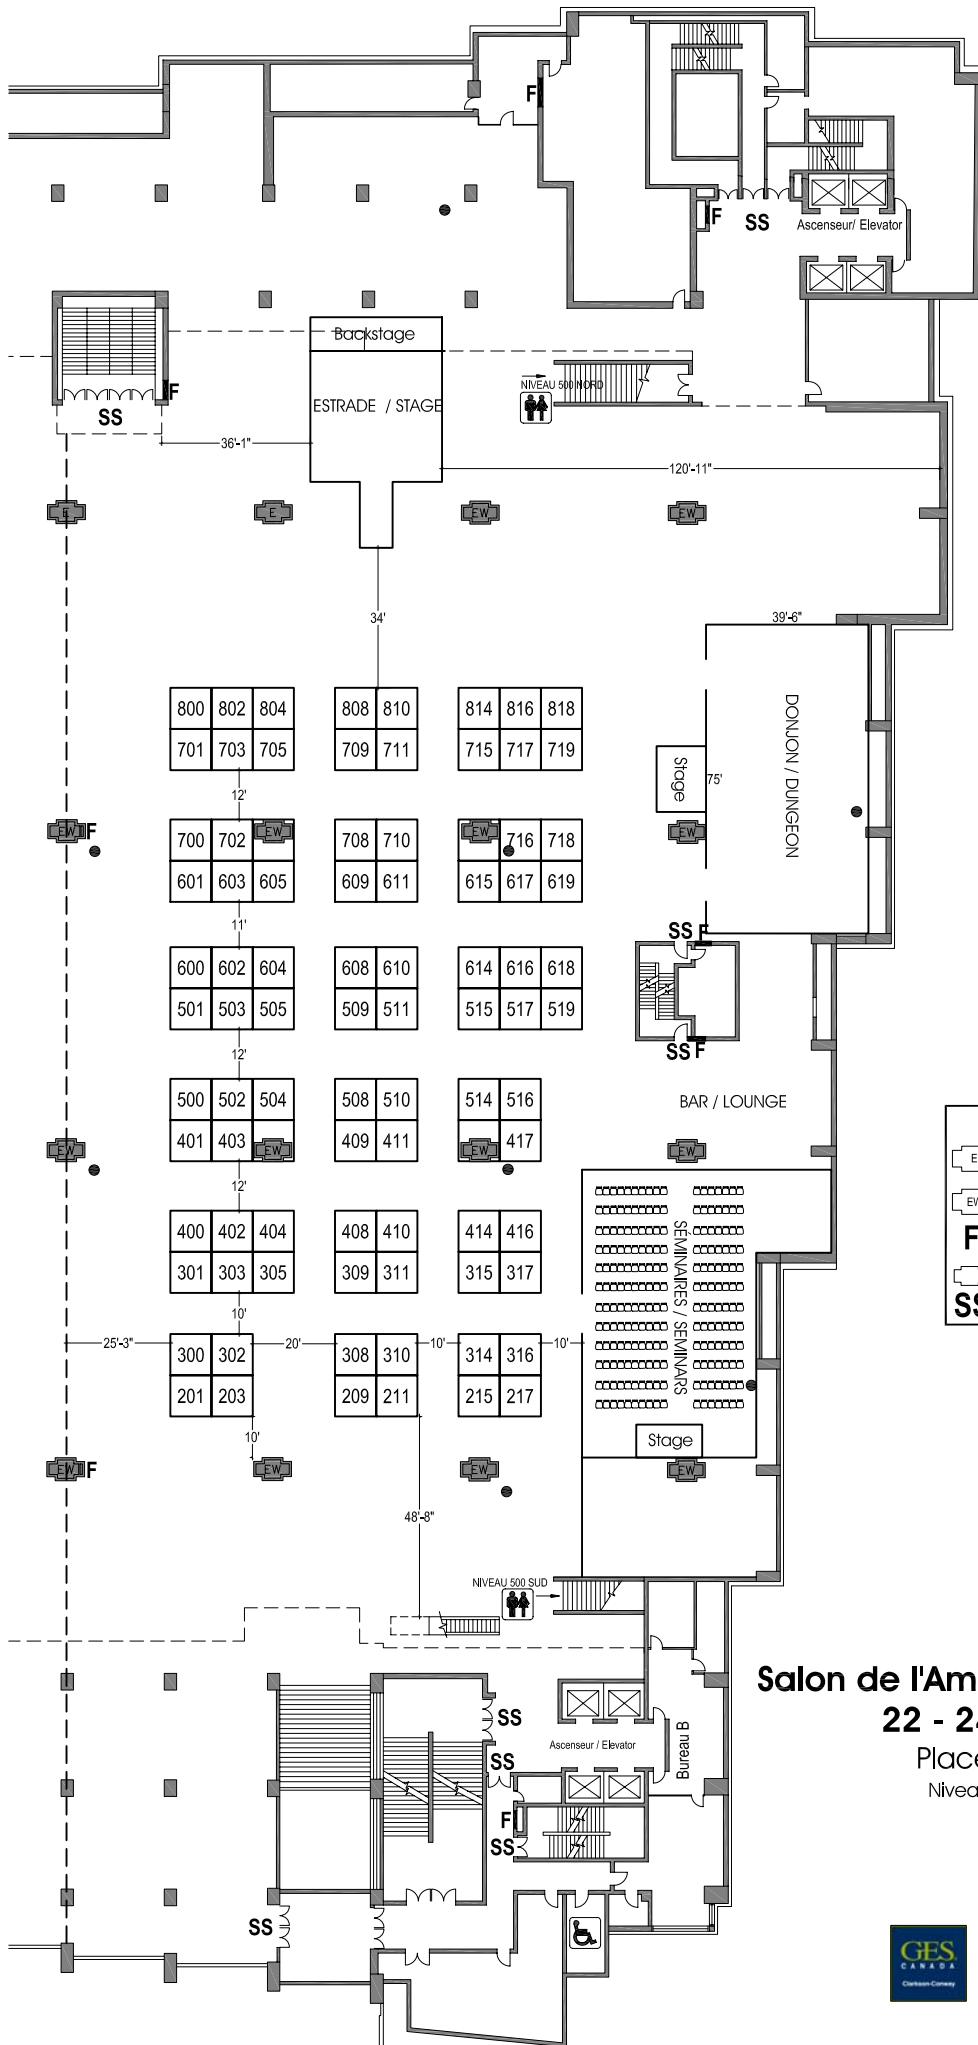 F
F
SS
Ascenseur/ Elevator
Backstage
NIVEAU 500 NORD
F
ESTRADE / STAGE
SS
36'-1"
120'-11"
E
E
EW
EW
34'
39'-6"
800 802 804 808 810 814 816 818
701 703 705 709 711 715 717 719
DONJON / DUNGEON
Stage
75'
12'
EW F
700 702 EW 708 710 EW 716 718 EW
601 603 605 609 611 615 617 619
11'
SS F
600 602 604 608 610 614 616 618
501 503 505 509 511 515 517 519
12'
SS F
BAR / LOUNGE
500 502 504 508 510 514 516
401 403 EW 409 411 EW 417
EW
EW
12'
E
EW
F
SS
400 402 404 408 410 414 416
301 303 305 309 311 315 317
SÉMINAIRES / SEMINARS
10'
25'-3"
20'
10'
10'
300 302 308 310 314 316
201 203 209 211 215 217
10'
Stage
EW F
EW
EW
EW
48'-8"
NIVEAU 500 SUD
Salon de l'Am
22 - 2
Place
Nivea
SS
Ascenseur / Elevator
Bureau B
SS
F
SS
SS
GES
CANADA
Clarkson-Conway